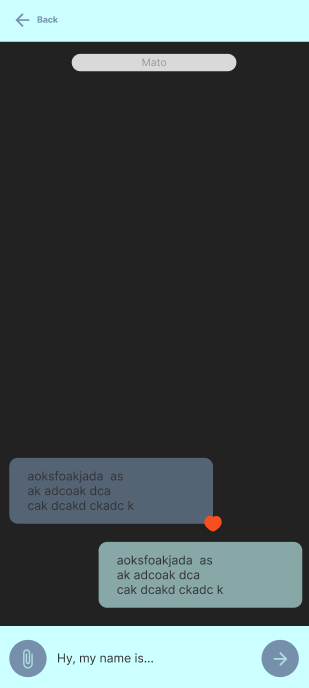 Back
Mato
aoksfoakjada as
ak adcoak dca
cak dcakd ckadc k
aoksfoakjada as
ak adcoak dca
cak dcakd ckadc k
Hy, my name is...